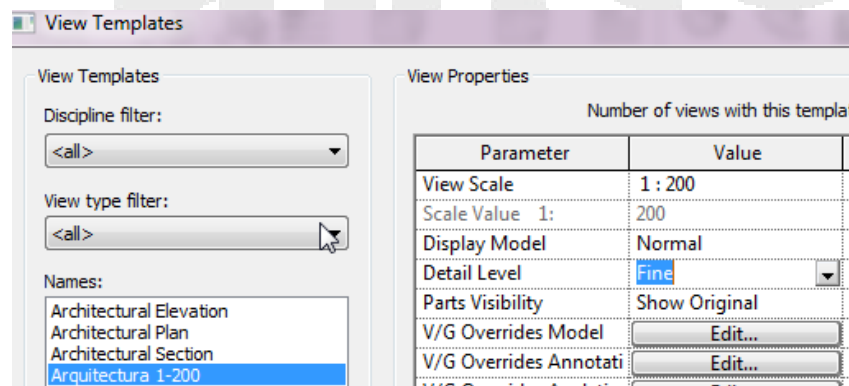 View Templates
View Templates
Discipline filter:
<all>
View type filter:
<all>
Names:
Architectural Elevation
Architectural Plan
Architectural Section
Arquitectura 1-200
View Properties
Number of views with this templa
Parameter Value
View Scale 1 : 200
Scale Value 1: 200
Display Model Normal
Detail Level Fine
Parts Visibility Show Original
V/G Overrides Model Edit...
V/G Overrides Annotati Edit...